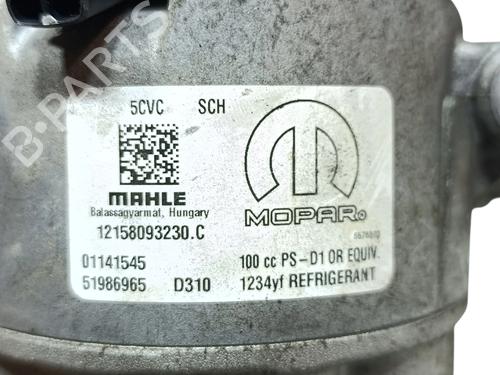 5CVC SCH
MAHLE
Balassagyarmat, Hungary
MOPAR®
12158093230.C
01141545
100 cc PS-D1 OR EQUIV.
51986965 D310
1234yf REFRIGERANT
B-PARTS